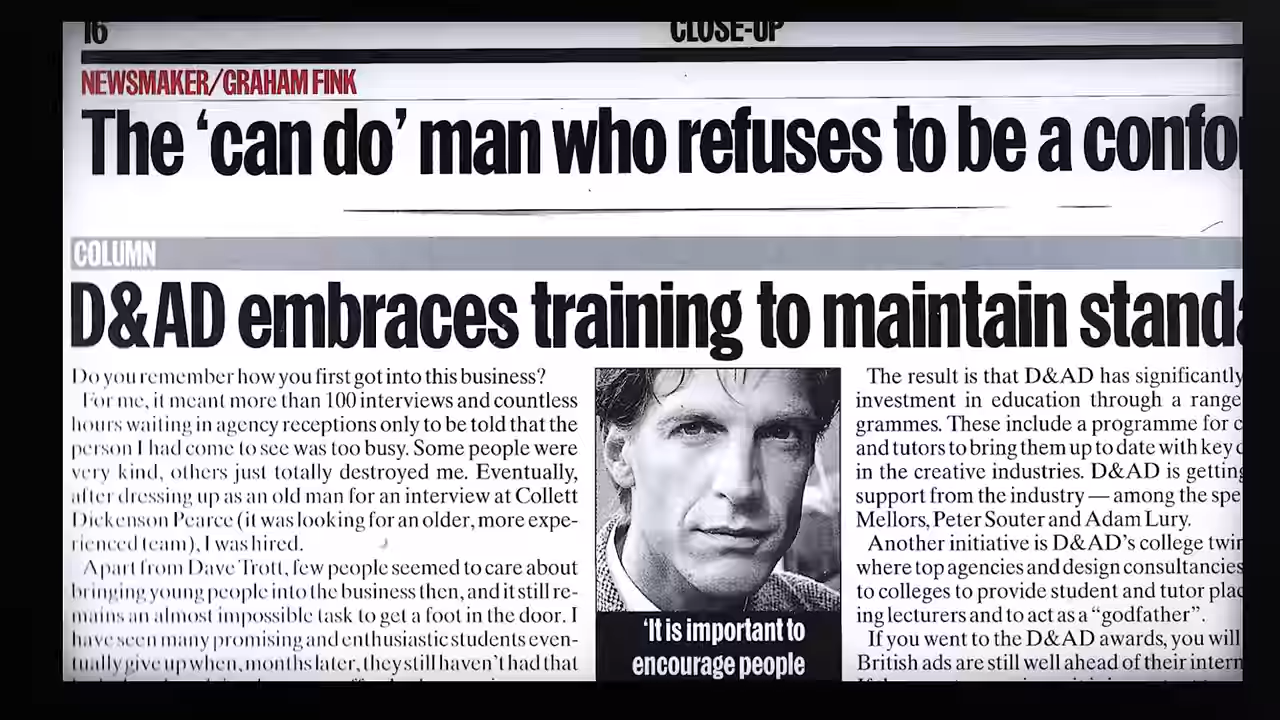 16
CLOSE-UP
NEWSMAKER/GRAHAM FINK
The ‘can do’ man who refuses to be a confo
COLUMN
D&AD embraces training to maintain stand
Do you remember how you first got into this business?
For me, it meant more than 100 interviews and countless
hours waiting in agency receptions only to be told that the
person I had come to see was too busy. Some people were
very kind, others just totally destroyed me. Eventually,
after dressing up as an old man for an interview at Collett
Dickenson Pearce (it was looking for an older, more expe-
rienced team), I was hired.
Apart from Dave Trott, few people seemed to care about
bringing young people into the business then, and it still re-
mains an almost impossible task to get a foot in the door. I
have seen many promising and enthusiastic students even-
tually give up when, months later, they still haven't had that
‘It is important to
encourage people
The result is that D&AD has significantly
investment in education through a range
grammes. These include a programme for c
and tutors to bring them up to date with key
in the creative industries. D&AD is getting
support from the industry — among the spe
Mellors, Peter Souter and Adam Lury.
Another initiative is D&AD's college twin
where top agencies and design consultancies
to colleges to provide student and tutor plac
ing lecturers and to act as a “godfather”.
If you went to the D&AD awards, you will
British ads are still well ahead of their intern